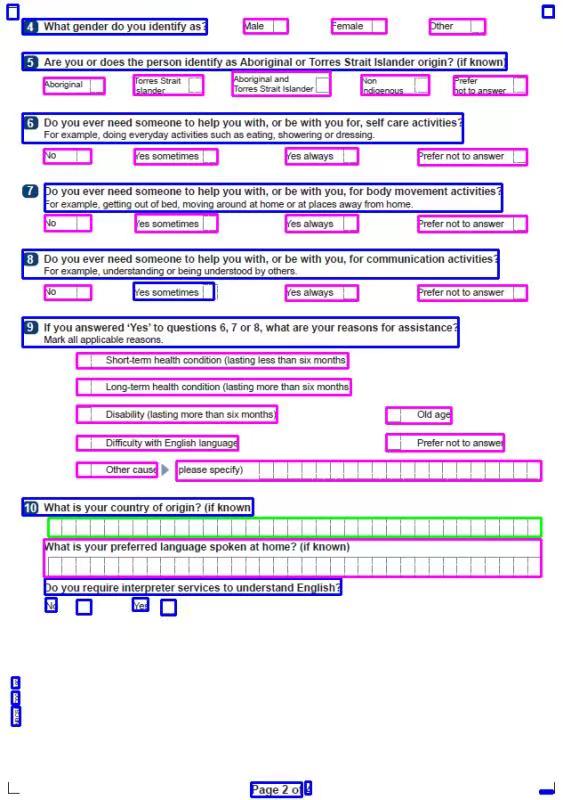 4 What gender do you identify as? Male Female Other
5 Are you or does the person identify as Aboriginal or Torres Strait Islander origin? (if known)
Aboriginal Torres Strait Islander Aboriginal and Torres Strait Islander Non Indigenous Prefer not to answer
6 Do you ever need someone to help you with, or be with you for, self care activities?
For example, doing everyday activities such as eating, showering or dressing.
No Yes sometimes Yes always Prefer not to answer
7 Do you ever need someone to help you with, or be with you, for body movement activities?
For example, getting out of bed, moving around at home or at places away from home.
No Yes sometimes Yes always Prefer not to answer
8 Do you ever need someone to help you with, or be with you, for communication activities?
For example, understanding or being understood by others.
No Yes sometimes Yes always Prefer not to answer
9 If you answered ‘Yes’ to questions 6, 7 or 8, what are your reasons for assistance?
Mark all applicable reasons.
Short-term health condition (lasting less than six months
Long-term health condition (lasting more than six months
Disability (lasting more than six months) Old age
Difficulty with English language Prefer not to answer
Other cause please specify)
10 What is your country of origin? (if known
What is your preferred language spoken at home? (if known)
Do you require interpreter services to understand English?
No Yes
Page 2 of